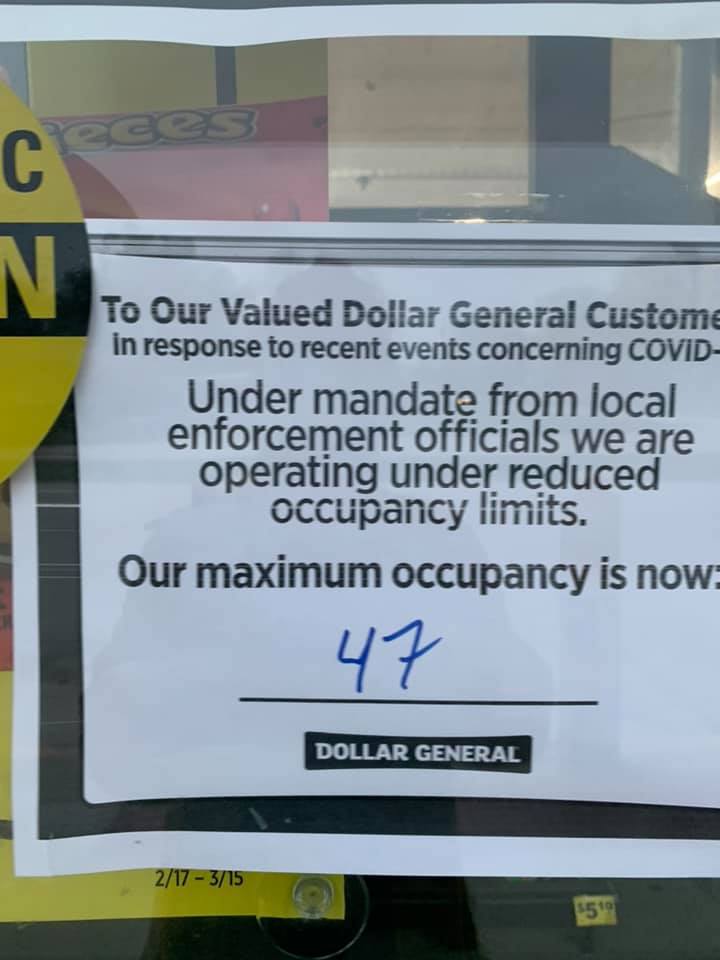 C
N
To Our Valued Dollar General Custome
In response to recent events concerning COVID-
Under mandate from local
enforcement officials we are
operating under reduced
occupancy limits.
Our maximum occupancy is now:
47
DOLLAR GENERAL
2/17 – 3/15